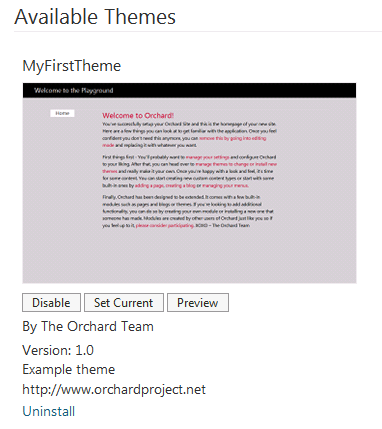 Available Themes
MyFirstTheme
Welcome to the Playground
Home
Welcome to Orchard!
You've successfully setup your Orchard Site and this is the homepage of your new site.
Here are a few things you can look at to get familiar with the application. Once you feel
confident you don't need this anymore, you can remove this by going into editing
mode and replacing it with whatever you want.
First things first - You'll probably want to manage your settings and configure Orchard
to your liking. After that, you can head over to manage themes to change or install new
themes and really make it your own. Once you're happy with a look and feel, it's time
for some content. You can start creating new custom content types or start with some
built-in area by adding a page, creating a blog or managing your menus.
Finally, Orchard has been designed to be extended. It comes with a few built-in
modules such as pages and blogs or themes. If you're looking to add additional
functionality, you can do so by creating your own module or installing a new one that
someone has made. Modules are created by other users of Orchard just like you so if
you feel up to it, please consider participating. XOXO - The Orchard Team
Disable Set Current Preview
By The Orchard Team
Version: 1.0
Example theme
http://www.orchardproject.net
Uninstall